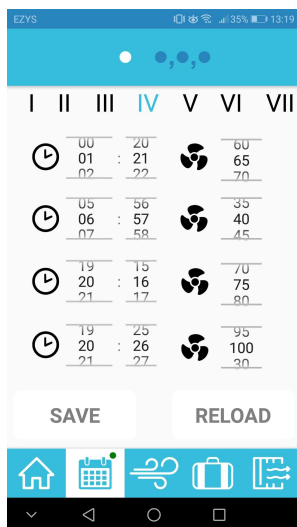 EZYS 35% 13:19
I II III IV V VI VII
00 20 60
01 : 21 65
02 22 70
05 56 35
06 : 57 40
07 58 45
19 15 70
20 : 16 75
21 17 80
19 25 95
20 : 26 100
21 27 30
SAVE RELOAD